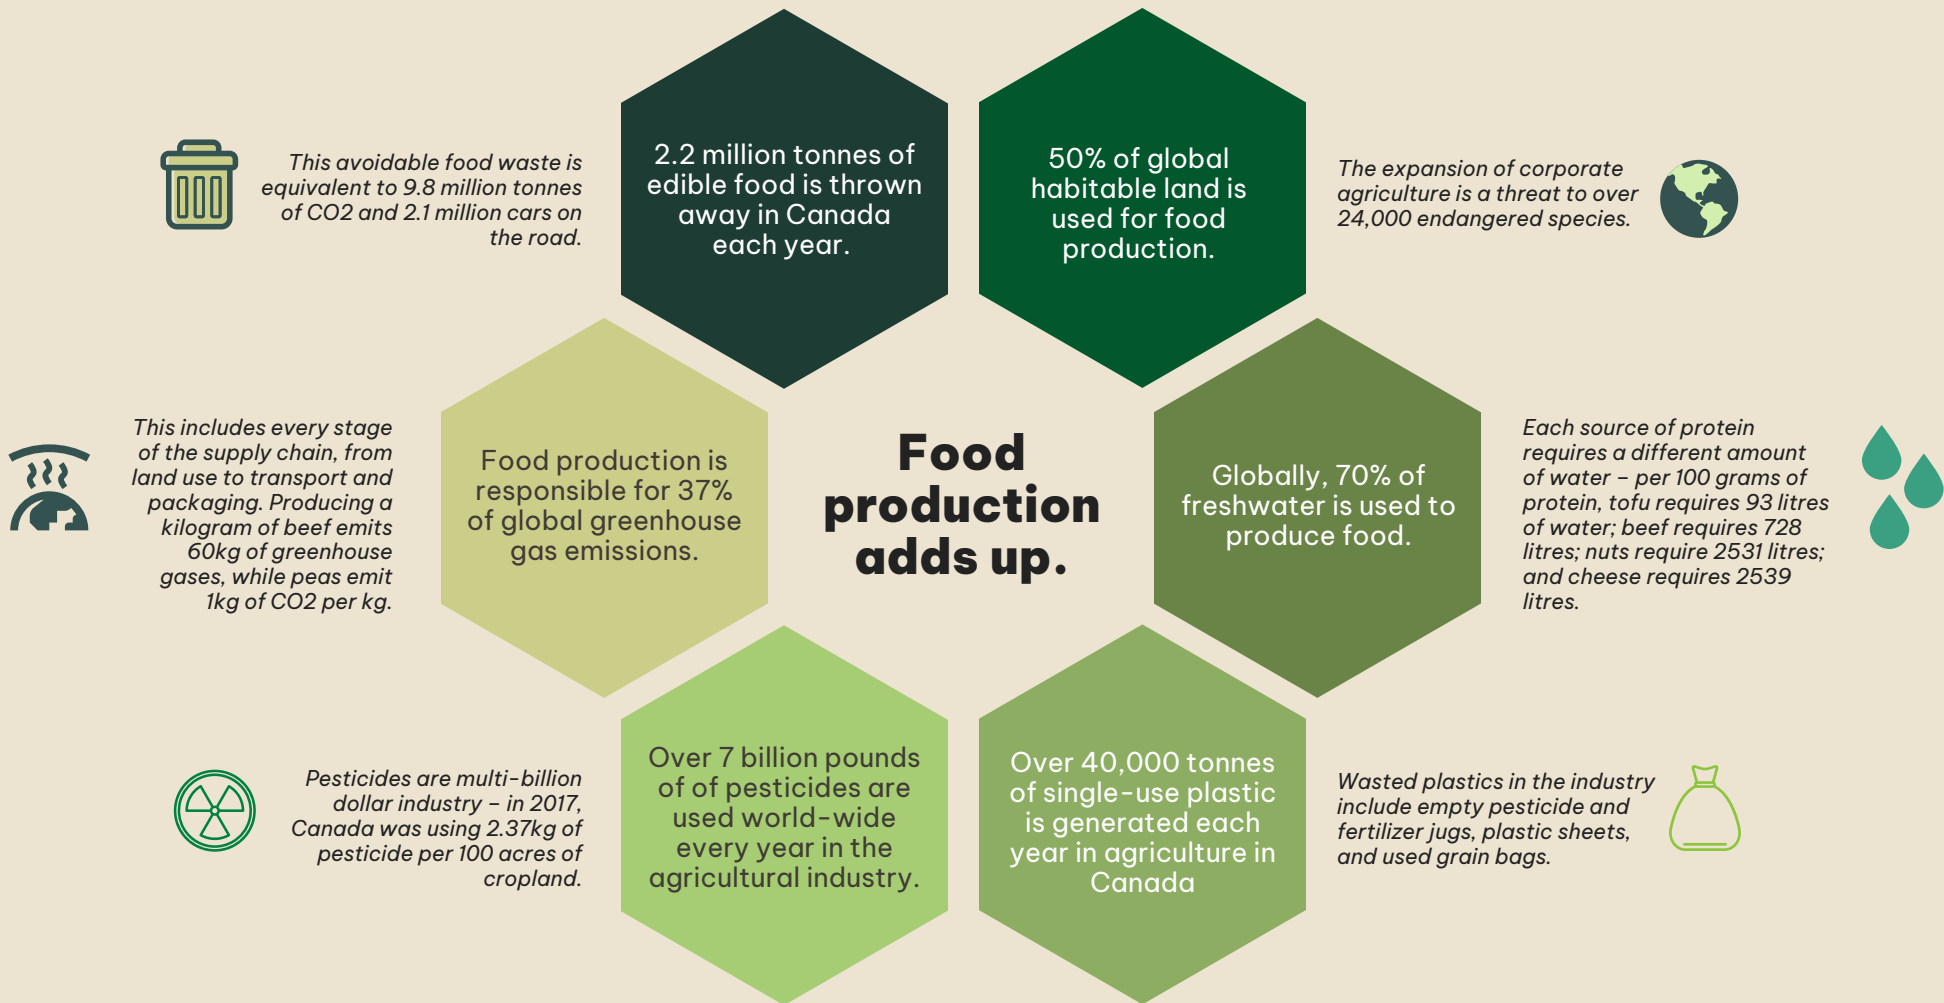 This avoidable food waste is
equivalent to 9.8 million tonnes
of CO2 and 2.1 million cars on
the road.
2.2 million tonnes of
edible food is thrown
away in Canada
each year.
50% of global
habitable land is
used for food
production.
The expansion of corporate
agriculture is a threat to over
24,000 endangered species.
This includes every stage
of the supply chain, from
land use to transport and
packaging. Producing a
kilogram of beef emits
60kg of greenhouse
gases, while peas emit
1kg of CO2 per kg.
Food production is
responsible for 37%
of global greenhouse
gas emissions.
Food
production
adds up.
Globally, 70% of
freshwater is used to
produce food.
Each source of protein
requires a different amount
of water – per 100 grams of
protein, tofu requires 93 litres
of water; beef requires 728
litres; nuts require 2531 litres;
and cheese requires 2539
litres.
Pesticides are multi-billion
dollar industry – in 2017,
Canada was using 2.37kg of
pesticide per 100 acres of
cropland.
Over 7 billion pounds
of of pesticides are
used world-wide
every year in the
agricultural industry.
Over 40,000 tonnes
of single-use plastic
is generated each
year in agriculture in
Canada
Wasted plastics in the industry
include empty pesticide and
fertilizer jugs, plastic sheets,
and used grain bags.